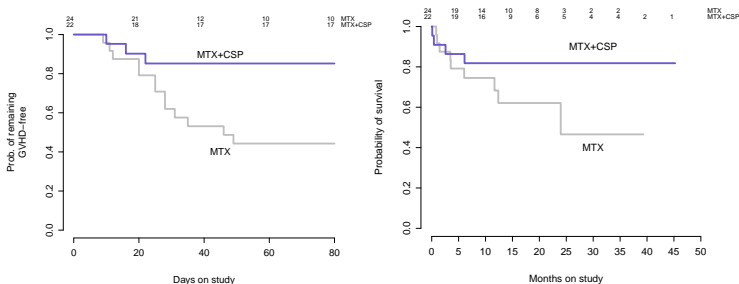 24 21 12 10 10 MTX
22 18 17 17 17 MTX+CSP
1.0
0.8
0.6
0.4
0.2
0.0
Prob. of remaining
GVHD−free
MTX+CSP
MTX
0 20 40 60 80
Days on study
24 19 14 10 8 3 2 2 MTX
22 19 16 9 6 5 4 4 2 1 MTX+CSP
1.0
0.8
0.6
0.4
0.2
0.0
Probability of survival
MTX+CSP
MTX
0 5 10 15 20 25 30 35 40 45 50
Months on study